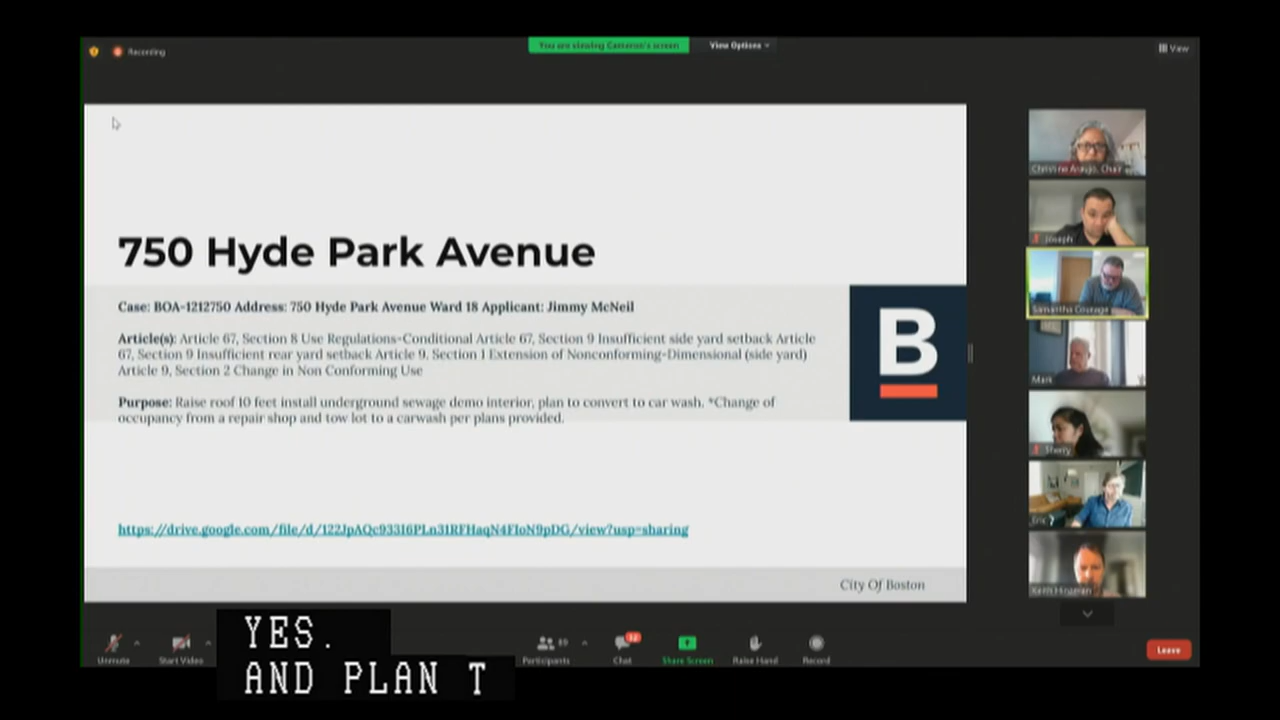 Recording
You are viewing Cameron's screen
View Options
View
750 Hyde Park Avenue
Case: BOA-1212750 Address: 750 Hyde Park Avenue Ward 18 Applicant: Jimmy McNeil
Article(s): Article 67, Section 8 Use Regulations-Conditional Article 67, Section 9 Insufficient side yard setback Article
67, Section 9 Insufficient rear yard setback Article 9, Section 1 Extension of Nonconforming-Dimensional (side yard)
Article 9, Section 2 Change in Non Conforming Use
Purpose: Raise roof 10 feet install underground sewage demo interior, plan to convert to car wash. *Change of
occupancy from a repair shop and tow lot to a carwash per plans provided.
B
https://drive.google.com/file/d/122JpAQc93316PLn31RFHaqN4FIoN9pDG/view?usp=sharing
City Of Boston
Christine Araujo, Chair
Joseph
Samantha Courage
Mark
Sherry
Eric
Keith
Unmute
Start Video
Participants
89
Chat
Share Screen
Raise Hand
Record
Leave
YES.
AND PLAN T